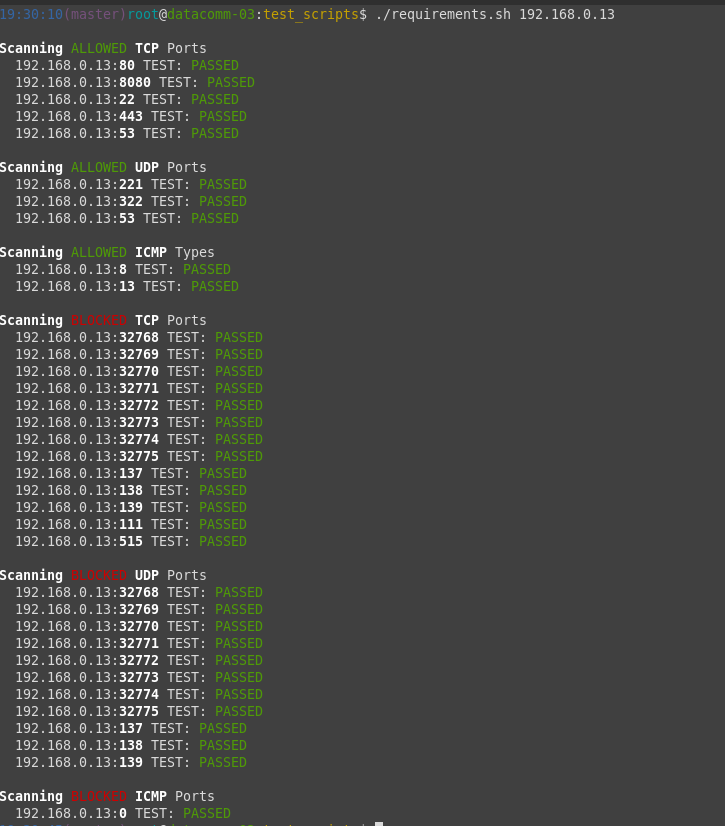 19:30:10(master)root@datacomm-03:test_scripts$ ./requirements.sh 192.168.0.13
Scanning ALLOWED TCP Ports
192.168.0.13:80 TEST: PASSED
192.168.0.13:8080 TEST: PASSED
192.168.0.13:22 TEST: PASSED
192.168.0.13:443 TEST: PASSED
192.168.0.13:53 TEST: PASSED
Scanning ALLOWED UDP Ports
192.168.0.13:221 TEST: PASSED
192.168.0.13:322 TEST: PASSED
192.168.0.13:53 TEST: PASSED
Scanning ALLOWED ICMP Types
192.168.0.13:8 TEST: PASSED
192.168.0.13:13 TEST: PASSED
Scanning BLOCKED TCP Ports
192.168.0.13:32768 TEST: PASSED
192.168.0.13:32769 TEST: PASSED
192.168.0.13:32770 TEST: PASSED
192.168.0.13:32771 TEST: PASSED
192.168.0.13:32772 TEST: PASSED
192.168.0.13:32773 TEST: PASSED
192.168.0.13:32774 TEST: PASSED
192.168.0.13:32775 TEST: PASSED
192.168.0.13:137 TEST: PASSED
192.168.0.13:138 TEST: PASSED
192.168.0.13:139 TEST: PASSED
192.168.0.13:111 TEST: PASSED
192.168.0.13:515 TEST: PASSED
Scanning BLOCKED UDP Ports
192.168.0.13:32768 TEST: PASSED
192.168.0.13:32769 TEST: PASSED
192.168.0.13:32770 TEST: PASSED
192.168.0.13:32771 TEST: PASSED
192.168.0.13:32772 TEST: PASSED
192.168.0.13:32773 TEST: PASSED
192.168.0.13:32774 TEST: PASSED
192.168.0.13:32775 TEST: PASSED
192.168.0.13:137 TEST: PASSED
192.168.0.13:138 TEST: PASSED
192.168.0.13:139 TEST: PASSED
Scanning BLOCKED ICMP Ports
192.168.0.13:0 TEST: PASSED